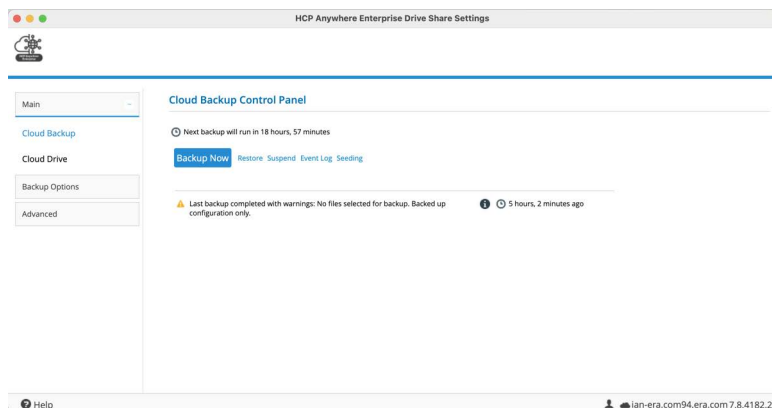 HCP Anywhere Enterprise Drive Share Settings
Main
Cloud Backup
Cloud Drive
Backup Options
Advanced
Cloud Backup Control Panel
Next backup will run in 18 hours, 57 minutes
Backup Now Restore Suspend Event Log Seeding
Last backup completed with warnings: No files selected for backup. Backed up 5 hours, 2 minutes ago
configuration only.
Help jan-era.com94.era.com 7.8.4182.2